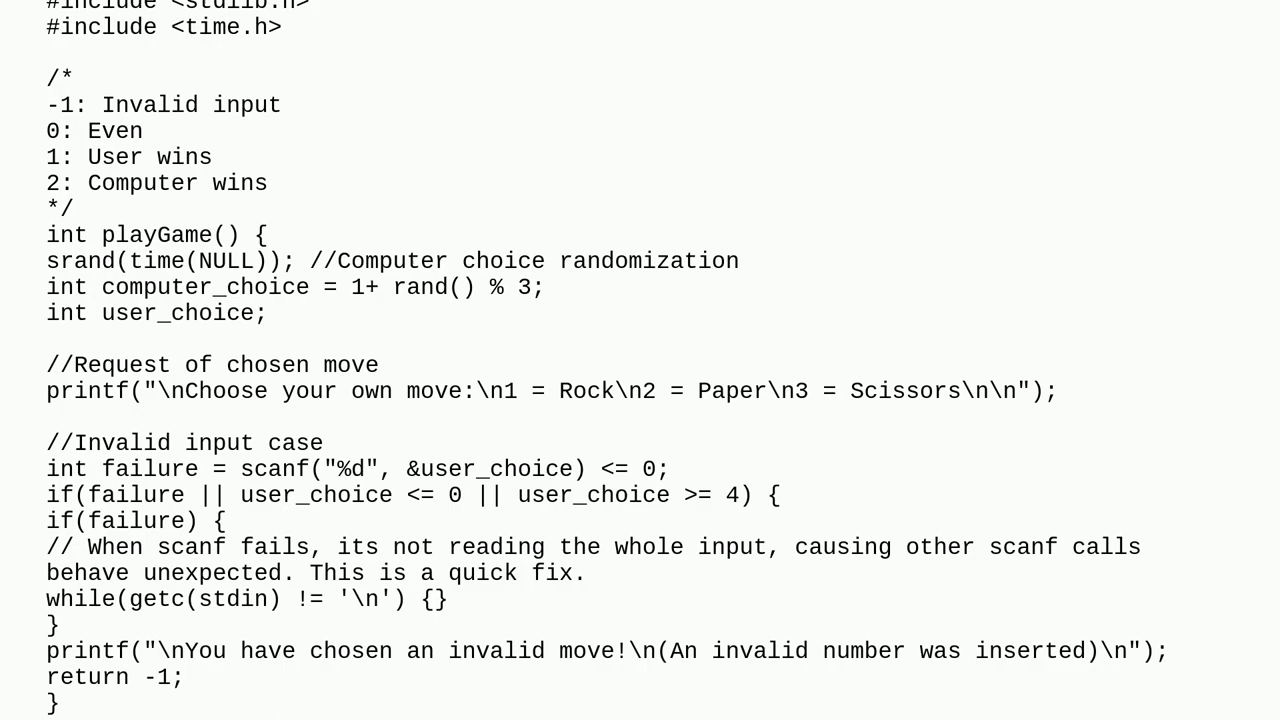 #include <stdlib.h>
#include <time.h>
/*
-1: Invalid input
0: Even
1: User wins
2: Computer wins
*/
int playGame() {
srand(time(NULL)); //Computer choice randomization
int computer_choice = 1+ rand() % 3;
int user_choice;
//Request of chosen move
printf("\nChoose your own move:\n1 = Rock\n2 = Paper\n3 = Scissors\n\n");
//Invalid input case
int failure = scanf("%d", &user_choice) <= 0;
if(failure || user_choice <= 0 || user_choice >= 4) {
if(failure) {
// When scanf fails, its not reading the whole input, causing other scanf calls
behave unexpected. This is a quick fix.
while(getc(stdin) != '\n') {}
}
printf("\nYou have chosen an invalid move!\n(An invalid number was inserted)\n");
return -1;
}